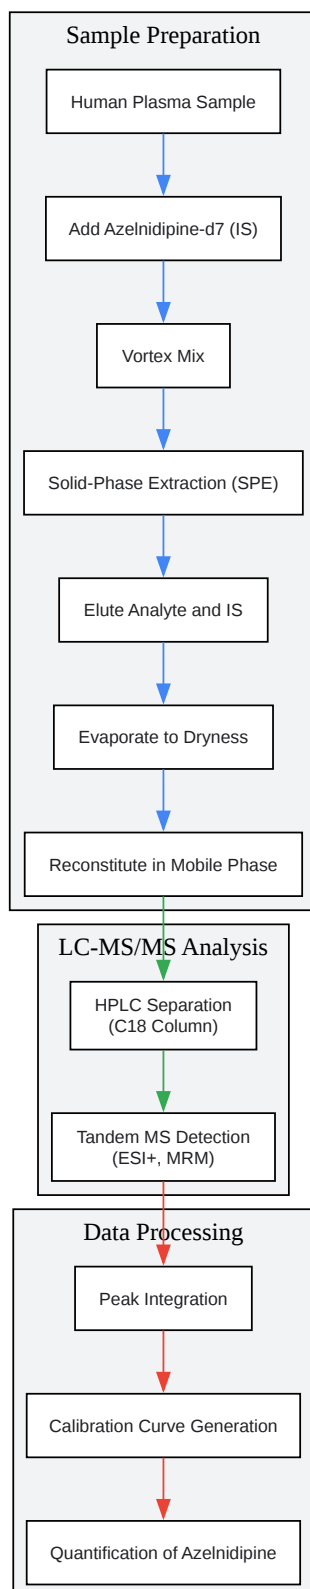 Sample Preparation
Human Plasma Sample
Add Azelnidipine-d7 (IS)
Vortex Mix
Solid-Phase Extraction (SPE)
Elute Analyte and IS
Evaporate to Dryness
Reconstitute in Mobile Phase
LC-MS/MS Analysis
HPLC Separation
(C18 Column)
Tandem MS Detection
(ESI+, MRM)
Data Processing
Peak Integration
Calibration Curve Generation
Quantification of Azelnidipine